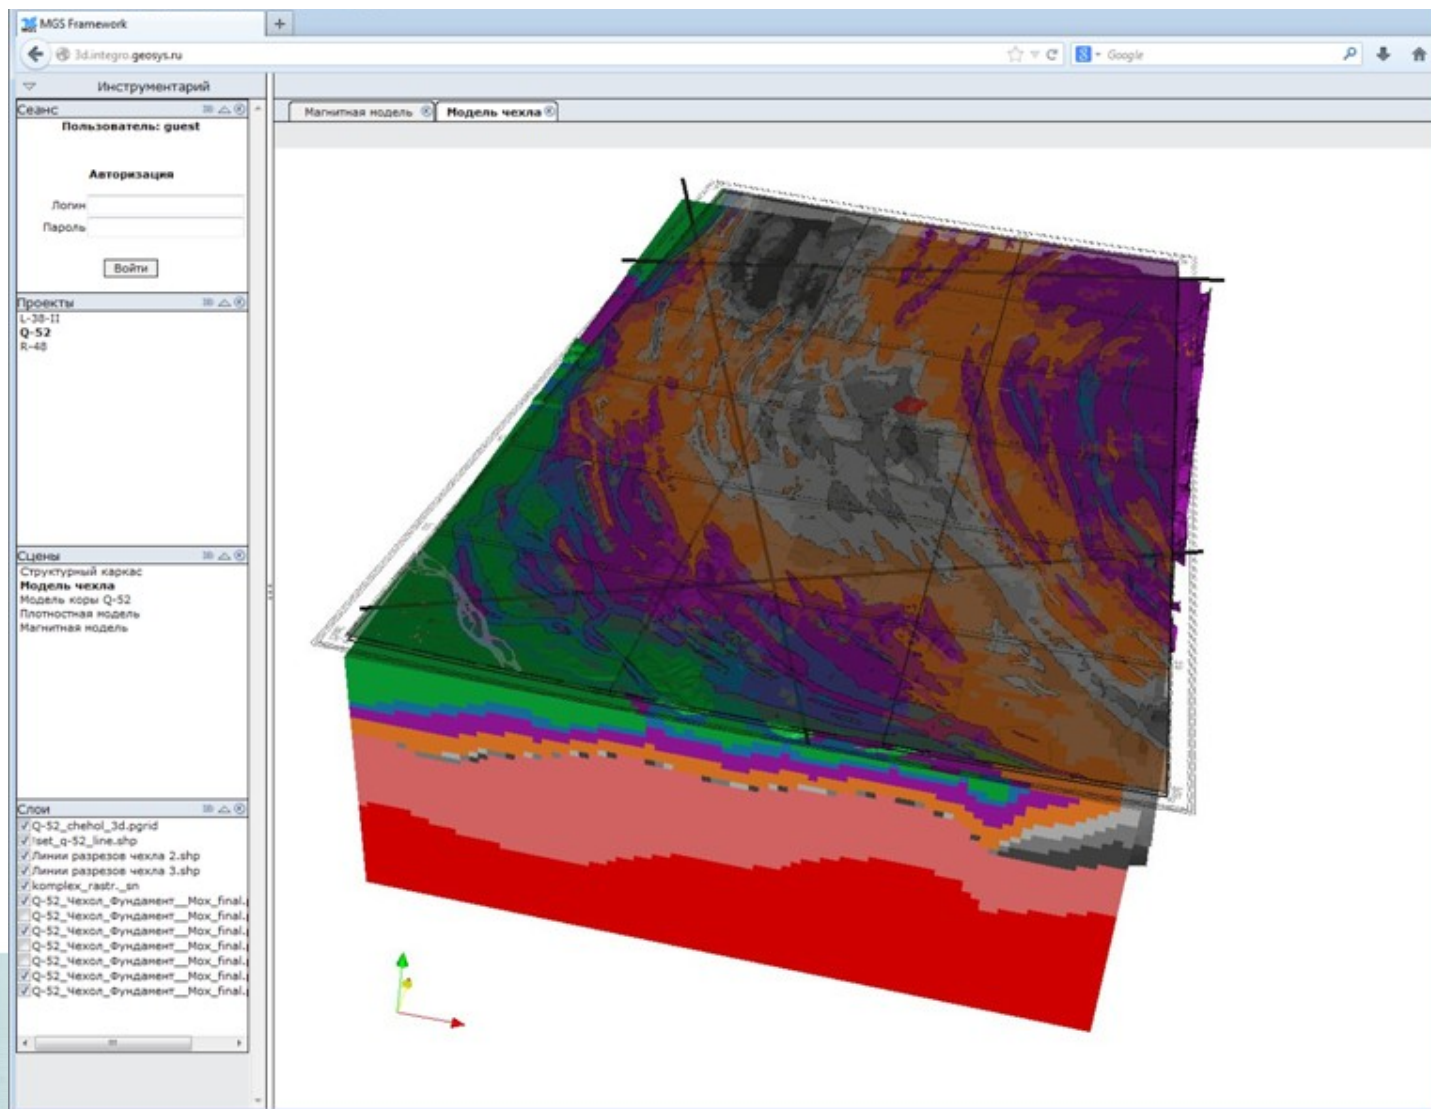 MGS Framework
3d.integro.geosys.ru
Google
Инструментарий
Сеанс
Пользователь: guest
Авторизация
Логин
Пароль
Войти
Проекты
L-38-II
Q-52
R-48
Сцены
Структурный каркас
Модель чехла
Модель коры Q-52
Плотностная модель
Магнитная модель
Слои
Q-52_chehol_3d.pgrid
!set_q-52_line.shp
Линии разрезов чехла 2.shp
Линии разрезов чехла 3.shp
komplex_rastr._sn
Q-52_Чехол_Фундамент__Мох_final.
Q-52_Чехол_Фундамент__Мох_final.
Q-52_Чехол_Фундамент__Мох_final.
Q-52_Чехол_Фундамент__Мох_final.
Q-52_Чехол_Фундамент__Мох_final.
Q-52_Чехол_Фундамент__Мох_final.
Q-52_Чехол_Фундамент__Мох_final.
Магнитная модель
Модель чехла